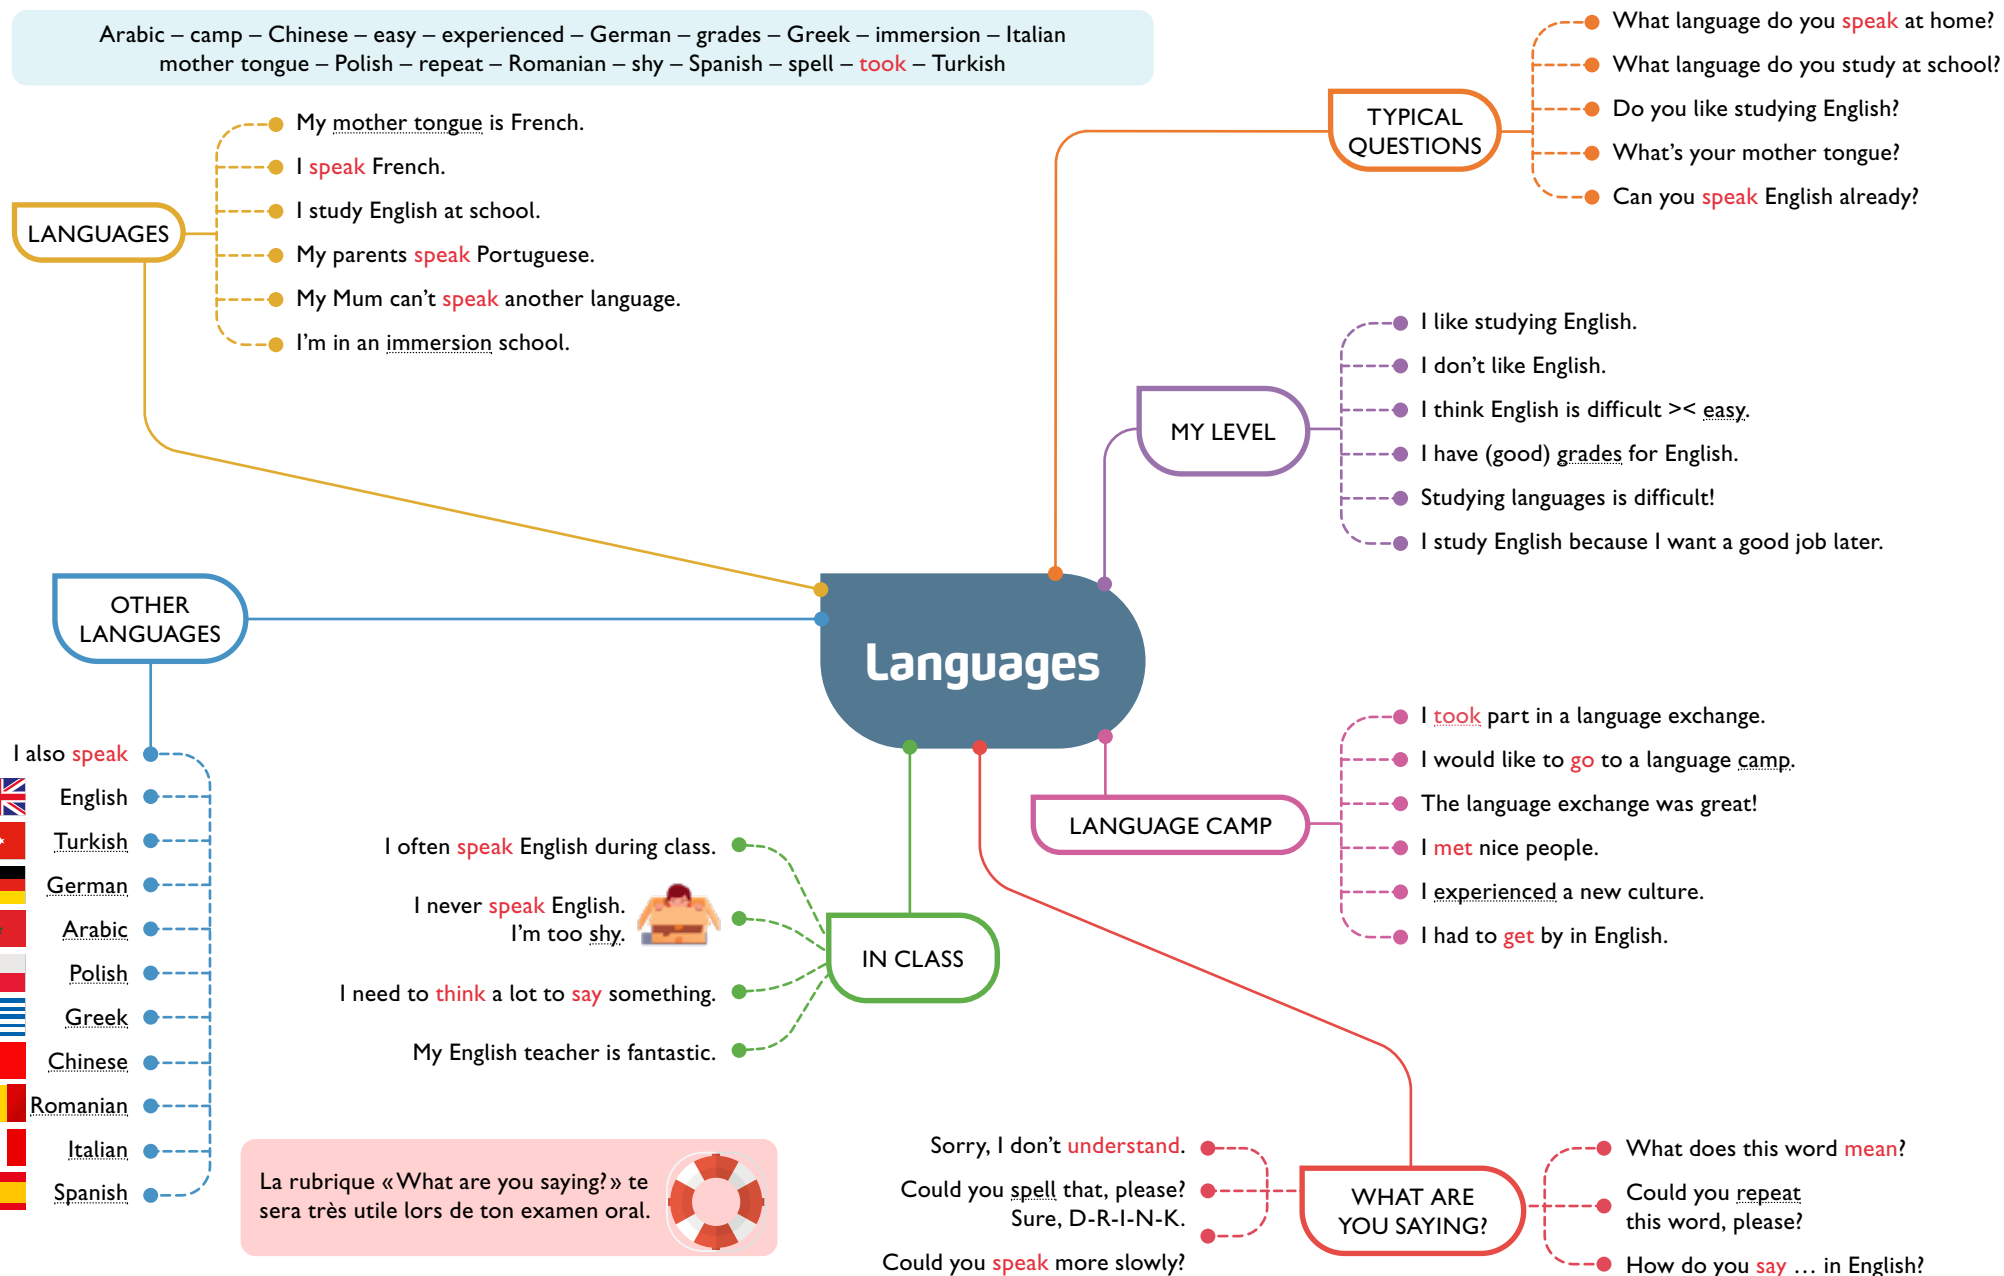 Arabic – camp – Chinese – easy – experienced – German – grades – Greek – immersion – Italian
mother tongue – Polish – repeat – Romanian – shy – Spanish – spell – took – Turkish
LANGUAGES
My mother tongue is French.
I speak French.
I study English at school.
My parents speak Portuguese.
My Mum can't speak another language.
I'm in an immersion school.
TYPICAL
QUESTIONS
What language do you speak at home?
What language do you study at school?
Do you like studying English?
What's your mother tongue?
Can you speak English already?
MY LEVEL
I like studying English.
I don't like English.
I think English is difficult >< easy.
I have (good) grades for English.
Studying languages is difficult!
I study English because I want a good job later.
Languages
OTHER
LANGUAGES
I also speak
English
Turkish
German
Arabic
Polish
Greek
Chinese
Romanian
Italian
Spanish
LANGUAGE CAMP
I took part in a language exchange.
I would like to go to a language camp.
The language exchange was great!
I met nice people.
I experienced a new culture.
I had to get by in English.
IN CLASS
I often speak English during class.
I never speak English.
I'm too shy.
I need to think a lot to say something.
My English teacher is fantastic.
La rubrique « What are you saying? » te
sera très utile lors de ton examen oral.
WHAT ARE
YOU SAYING?
Sorry, I don't understand.
Could you spell that, please?
Sure, D-R-I-N-K.
Could you speak more slowly?
What does this word mean?
Could you repeat
this word, please?
How do you say … in English?